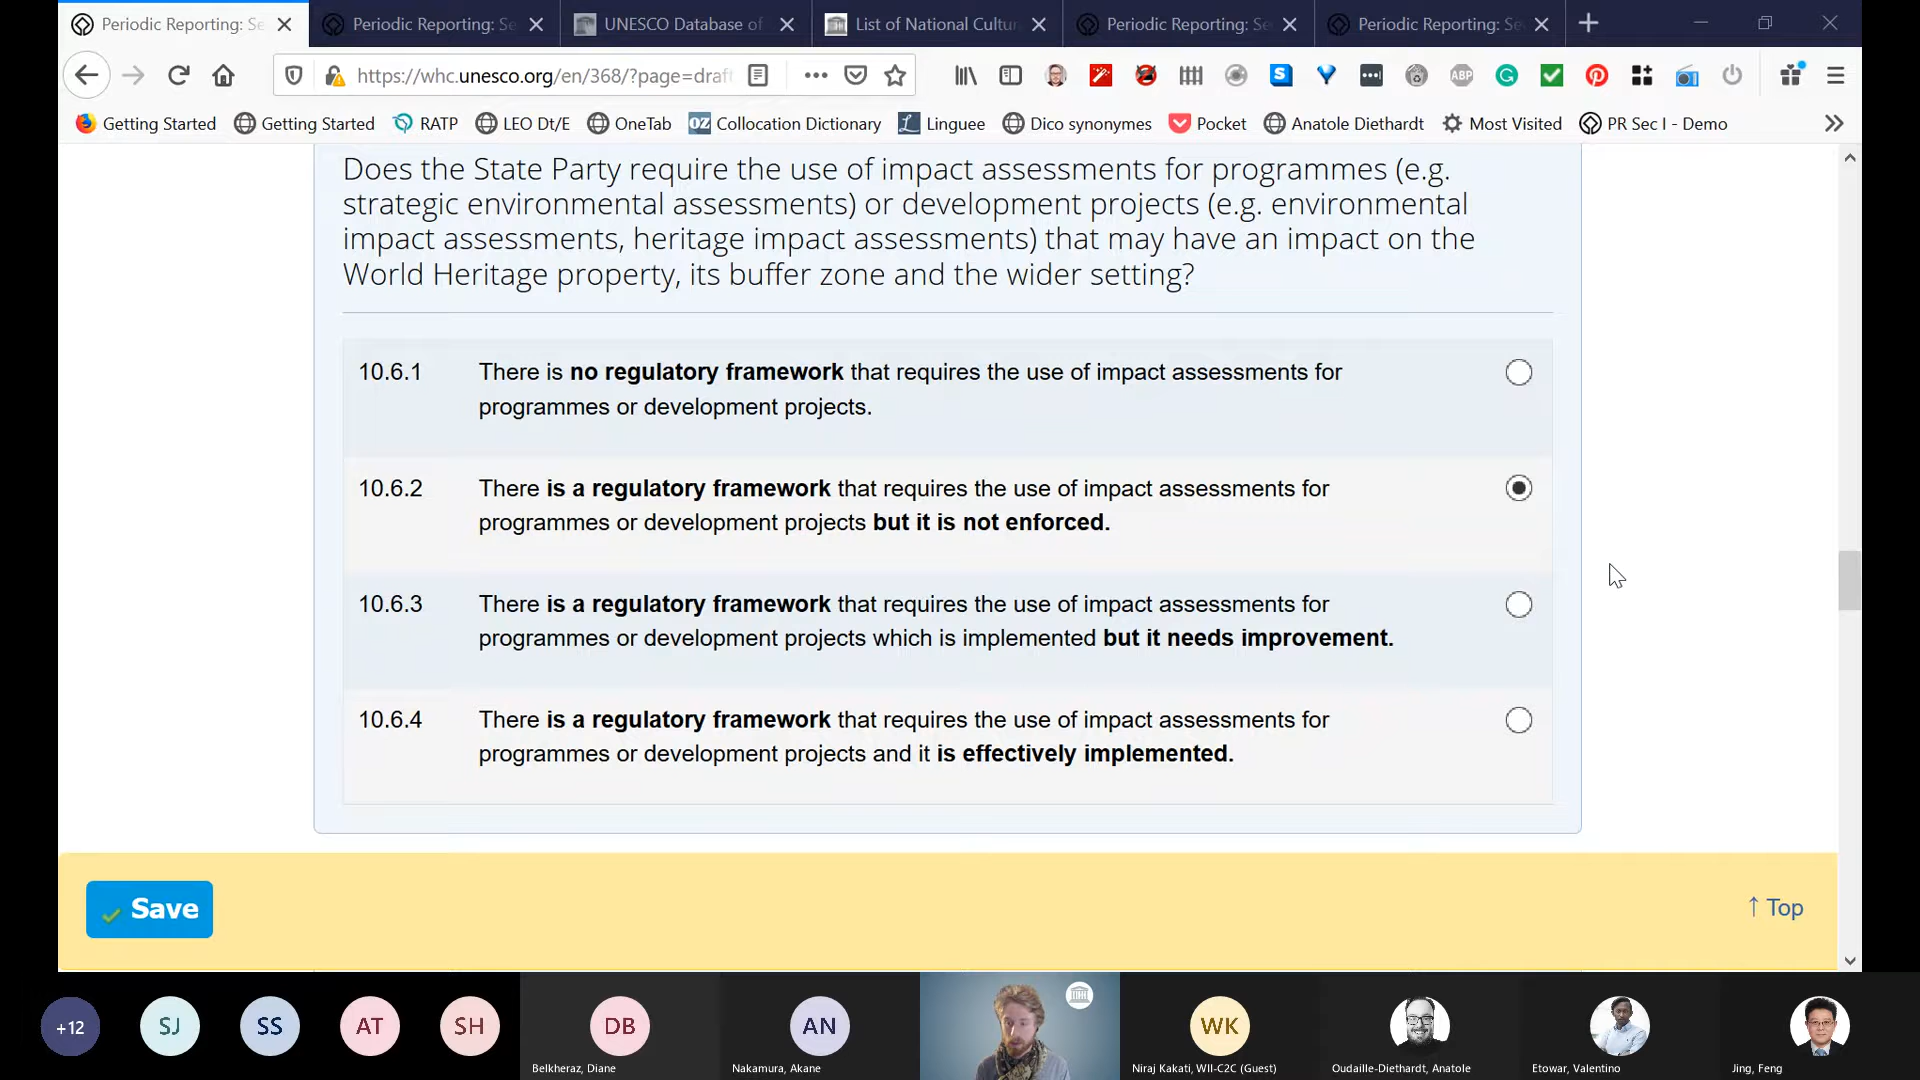 Periodic Reporting: Se
Periodic Reporting: Se
UNESCO Database of
List of National Cultur
Periodic Reporting: Se
Periodic Reporting: Se
https://whc.unesco.org/en/368/?page=draf
ABP
Getting Started
Getting Started
RATP
LEO Dt/E
OneTab
OZ
Collocation Dictionary
L
Linguee
Dico synonymes
Pocket
Anatole Diethardt
Most Visited
PR Sec I - Demo
Does the State Party require the use of impact assessments for programmes (e.g.
strategic environmental assessments) or development projects (e.g. environmental
impact assessments, heritage impact assessments) that may have an impact on the
World Heritage property, its buffer zone and the wider setting?
10.6.1 There is no regulatory framework that requires the use of impact assessments for
programmes or development projects.
10.6.2 There is a regulatory framework that requires the use of impact assessments for
programmes or development projects but it is not enforced.
10.6.3 There is a regulatory framework that requires the use of impact assessments for
programmes or development projects which is implemented but it needs improvement.
10.6.4 There is a regulatory framework that requires the use of impact assessments for
programmes or development projects and it is effectively implemented.
Save
↑ Top
+12
SJ
SS
AT
SH
DB
AN
WK
Belkheraz, Diane
Nakamura, Akane
Niraj Kakati, WII-C2C (Guest)
Oudaille-Diethardt, Anatole
Etowar, Valentino
Jing, Feng